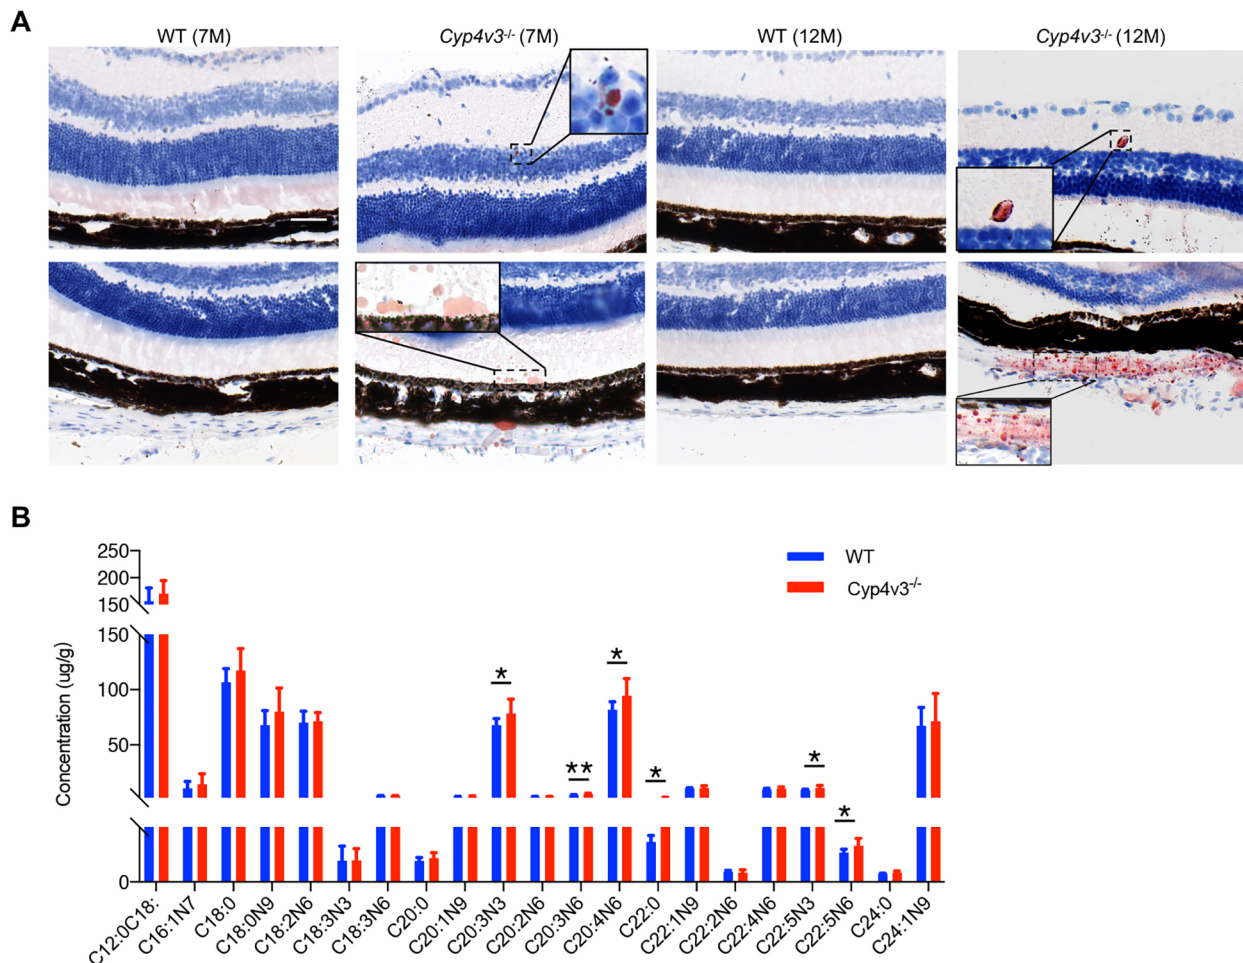 A
WT (7M)
Cyp4v3-/- (7M)
WT (12M)
Cyp4v3-/- (12M)
B
WT
Cyp4v3-/-
Concentration (ug/g)
250
200
150
150
100
50
0
*
**
*
*
*
*
C12:0C18:
C16:1N7
C18:0
C18:0N9
C18:2N6
C18:3N3
C18:3N6
C20:0
C20:1N9
C20:3N3
C20:2N6
C20:3N6
C20:4N6
C22:0
C22:1N9
C22:2N6
C22:4N6
C22:5N3
C22:5N6
C24:0
C24:1N9